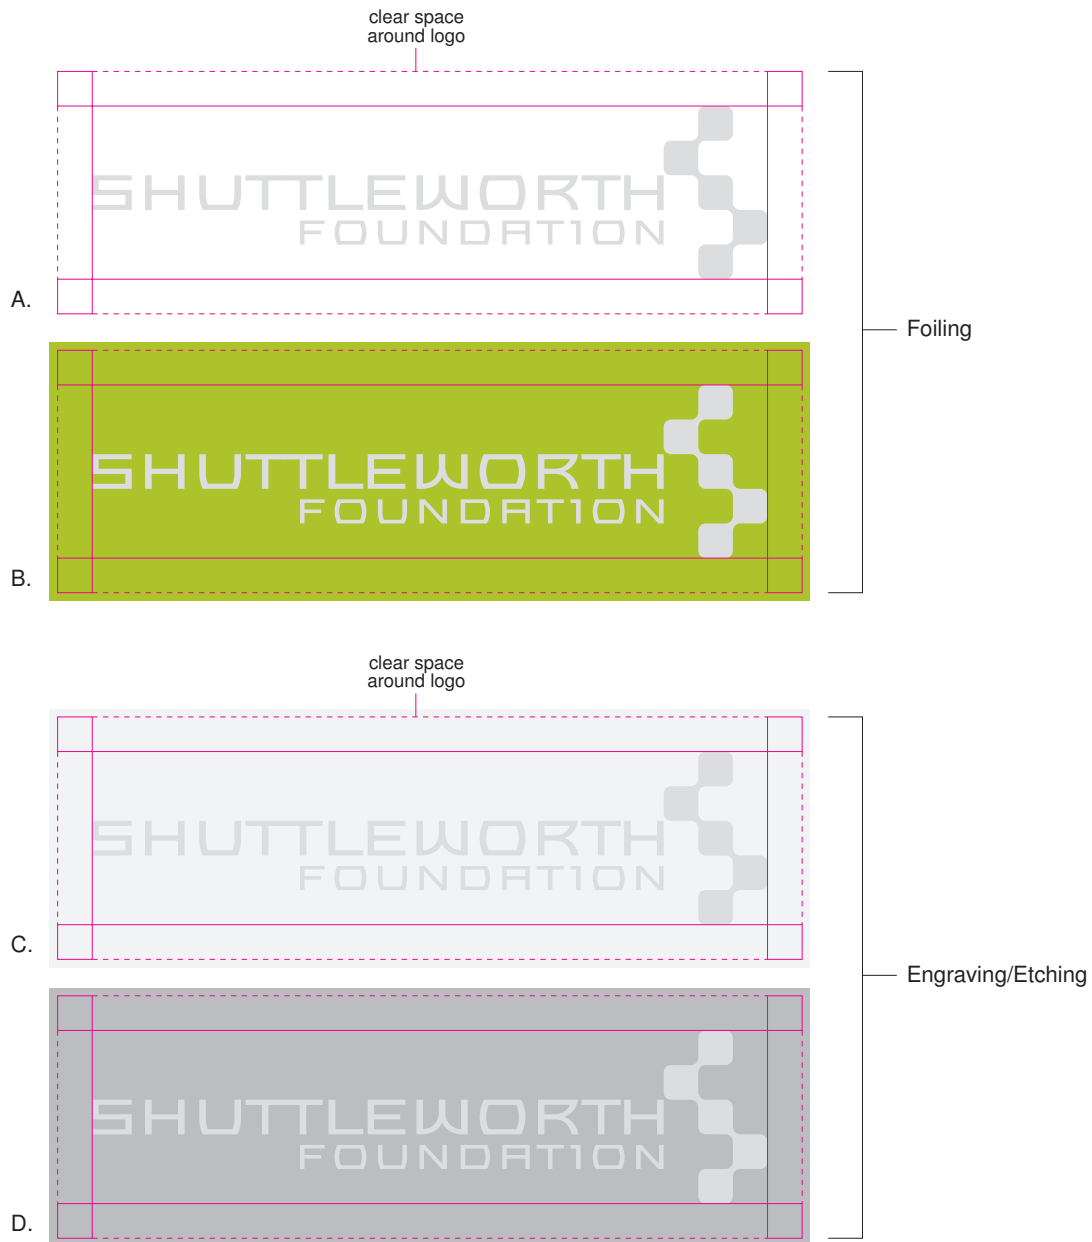 clear space
around logo
SHUTTLEWORTH
FOUNDATION
A.
Foiling
SHUTTLEWORTH
FOUNDATION
B.
clear space
around logo
SHUTTLEWORTH
FOUNDATION
C.
Engraving/Etching
SHUTTLEWORTH
FOUNDATION
D.